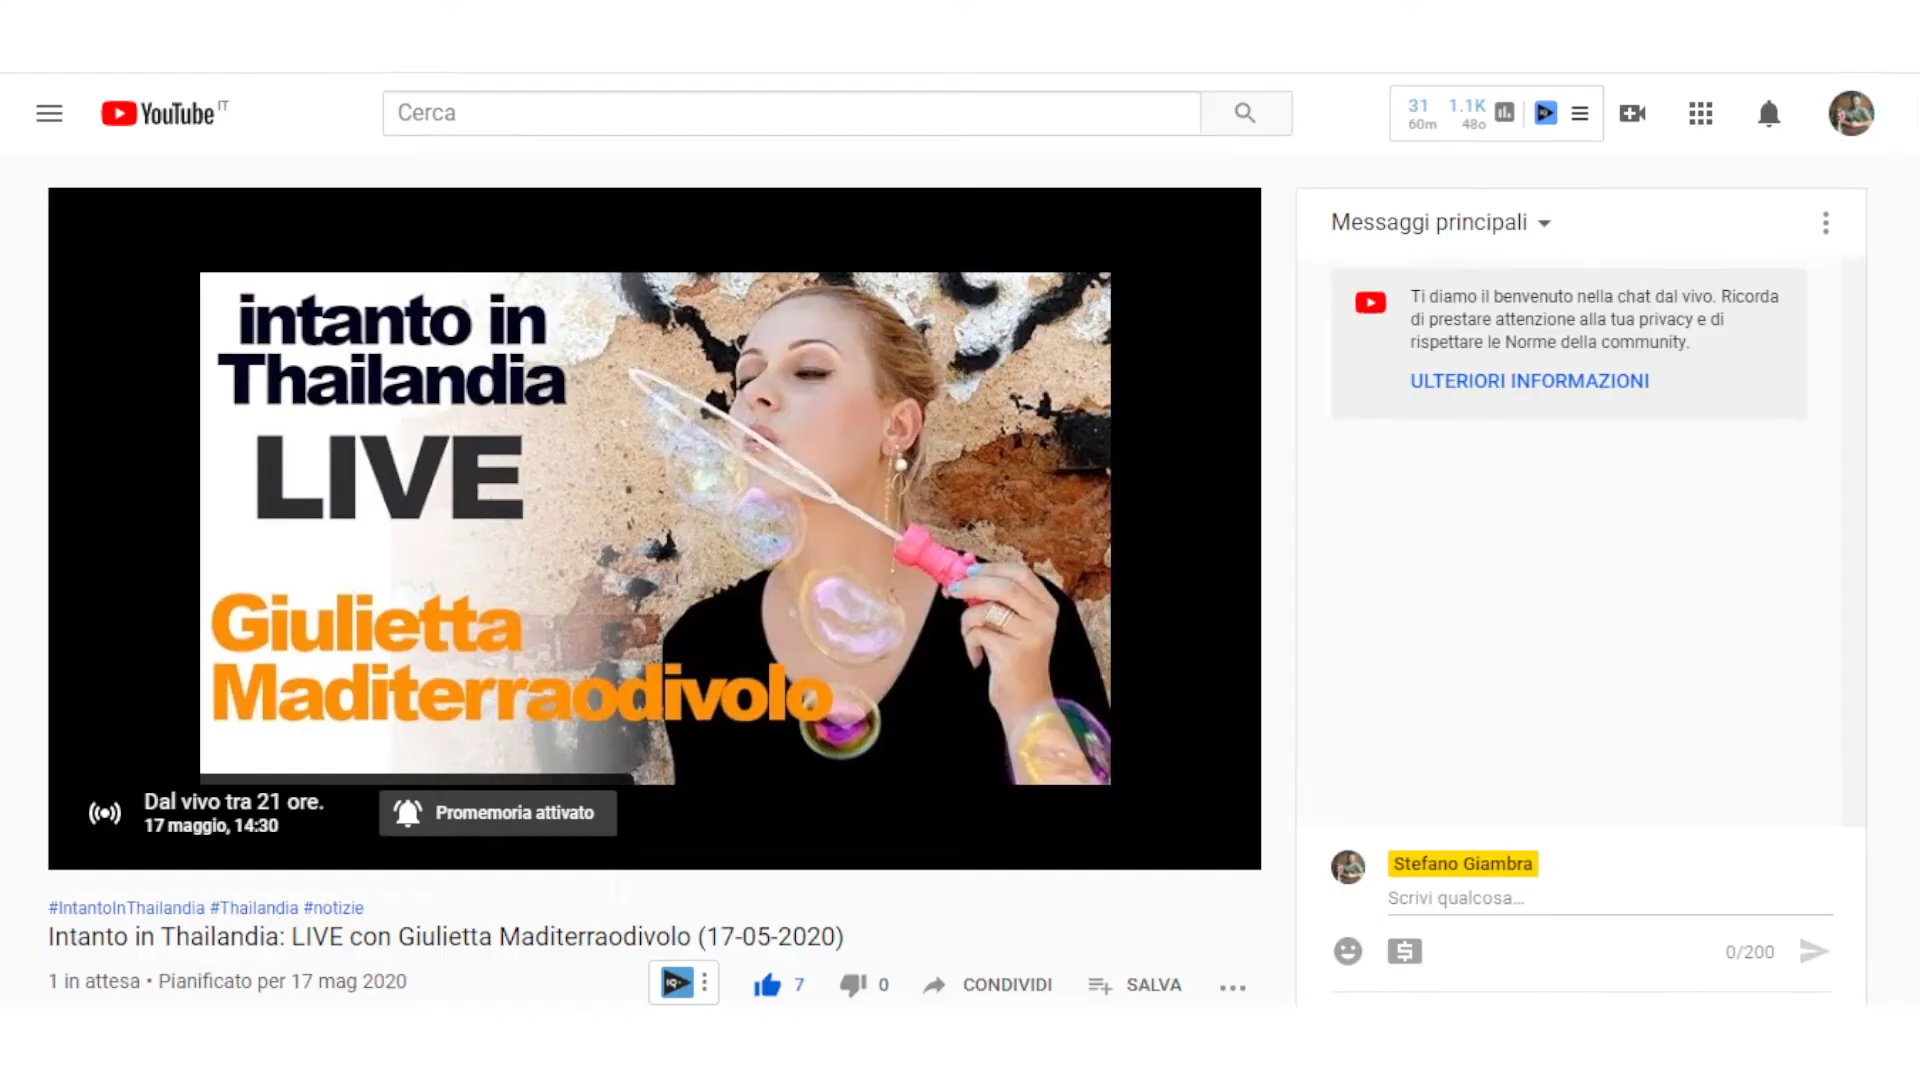 YouTube IT
Cerca
31 1.1K
60m 48o
intanto in
Thailandia
LIVE
Giulietta
Maditerraodivolo
Dal vivo tra 21 ore.
17 maggio, 14:30
Promemoria attivato
#IntantoInThailandia #Thailandia #notizie
Intanto in Thailandia: LIVE con Giulietta Maditerraodivolo (17-05-2020)
1 in attesa • Pianificato per 17 mag 2020
7 0 CONDIVIDI SALVA
Messaggi principali
Ti diamo il benvenuto nella chat dal vivo. Ricorda
di prestare attenzione alla tua privacy e di
rispettare le Norme della community.
ULTERIORI INFORMAZIONI
Stefano Giambra
Scrivi qualcosa...
0/200